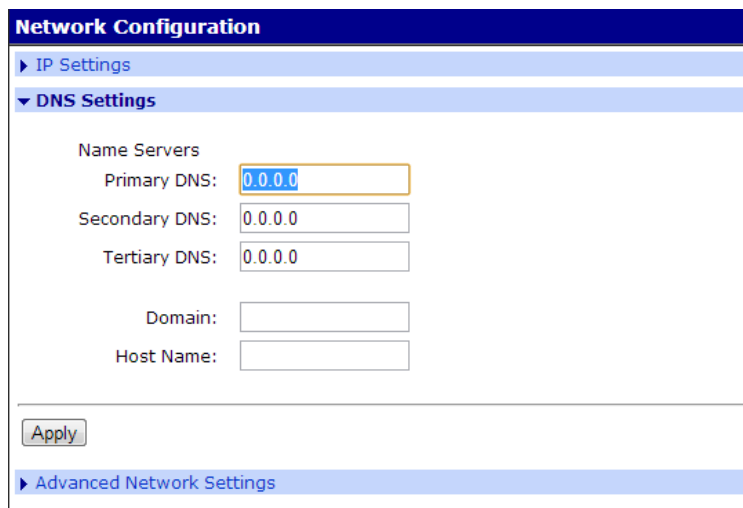 Network Configuration
IP Settings
DNS Settings
Name Servers
Primary DNS: 0.0.0.0
Secondary DNS: 0.0.0.0
Tertiary DNS: 0.0.0.0
Domain:
Host Name:
Apply
Advanced Network Settings